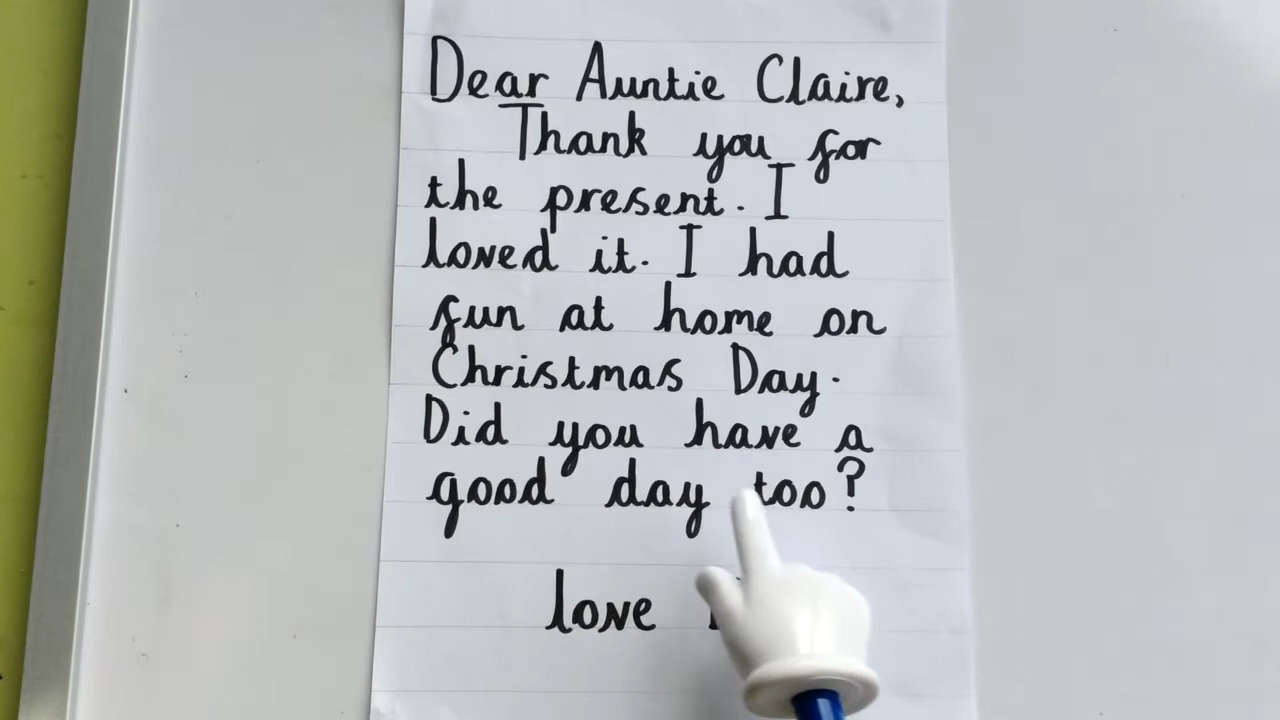 Dear Auntie Claire,
Thank you for
the present. I
loved it. I had
fun at home on
Christmas Day.
Did you have a
good day too?
love